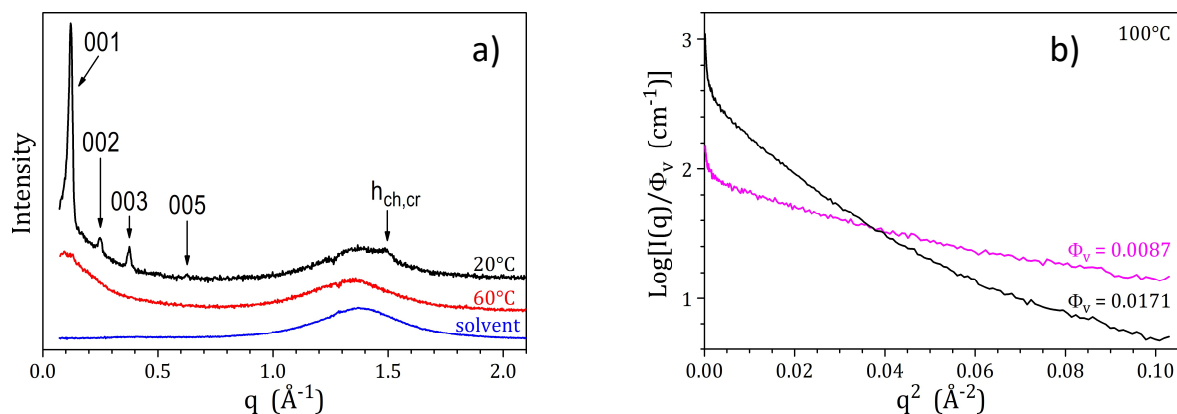 a)
001
002
003
005
h_ch,cr
20°C
60°C
solvent
Intensity
0.0 0.5 1.0 1.5 2.0
q (Å⁻¹)
b)
100°C
3
2
1
Log[I(q)/Φ_v (cm⁻¹)]
Φ_v = 0.0087
Φ_v = 0.0171
0.00 0.02 0.04 0.06 0.08 0.10
q² (Å⁻²)